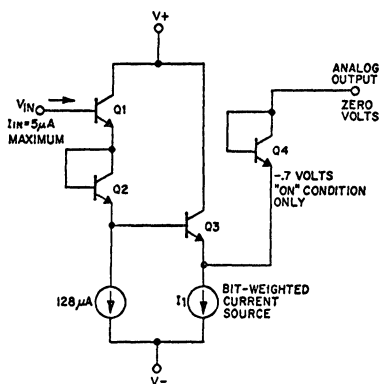 V+
ANALOG
OUTPUT
ZERO
VOLTS
VIN
IIN=5μA
MAXIMUM
Q1
Q2
Q3
Q4
-.7 VOLTS
"ON" CONDITION
ONLY
128μA
I1
BIT-WEIGHTED
CURRENT
SOURCE
V-